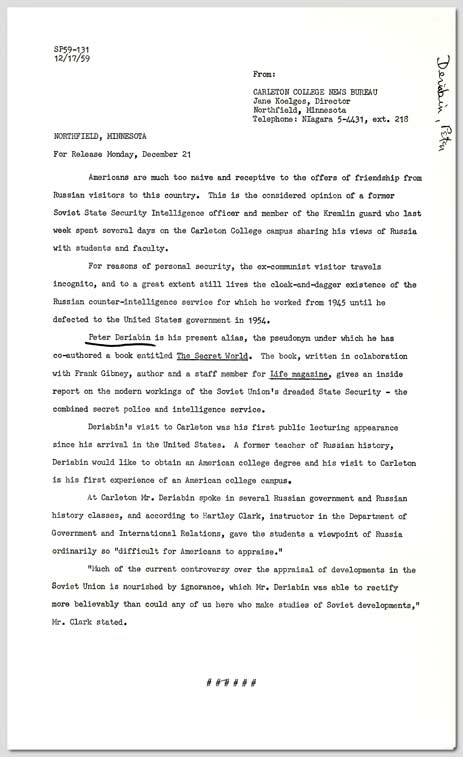 SP59-131
12/17/59
Deriabin, Peter
From:
CARLETON COLLEGE NEWS BUREAU
Jane Koelges, Director
Northfield, Minnesota
Telephone: NIagara 5-4431, ext. 218
NORTHFIELD, MINNESOTA
For Release Monday, December 21
Americans are much too naive and receptive to the offers of friendship from
Russian visitors to this country. This is the considered opinion of a former
Soviet State Security Intelligence officer and member of the Kremlin guard who last
week spent several days on the Carleton College campus sharing his views of Russia
with students and faculty.
For reasons of personal security, the ex-communist visitor travels
incognito, and to a great extent still lives the cloak-and-dagger existence of the
Russian counter-intelligence service for which he worked from 1945 until he
defected to the United States government in 1954.
Peter Deriabin is his present alias, the pseudonym under which he has
co-authored a book entitled The Secret World. The book, written in colaboration
with Frank Gibney, author and a staff member for Life magazine, gives an inside
report on the modern workings of the Soviet Union's dreaded State Security - the
combined secret police and intelligence service.
Deriabin's visit to Carleton was his first public lecturing appearance
since his arrival in the United States. A former teacher of Russian history,
Deriabin would like to obtain an American college degree and his visit to Carleton
is his first experience of an American college campus.
At Carleton Mr. Deriabin spoke in several Russian government and Russian
history classes, and according to Hartley Clark, instructor in the Department of
Government and International Relations, gave the students a viewpoint of Russia
ordinarily so "difficult for Americans to appraise."
"Much of the current controversy over the appraisal of developments in the
Soviet Union is nourished by ignorance, which Mr. Deriabin was able to rectify
more believably than could any of us here who make studies of Soviet developments,"
Mr. Clark stated.
# # # # # #